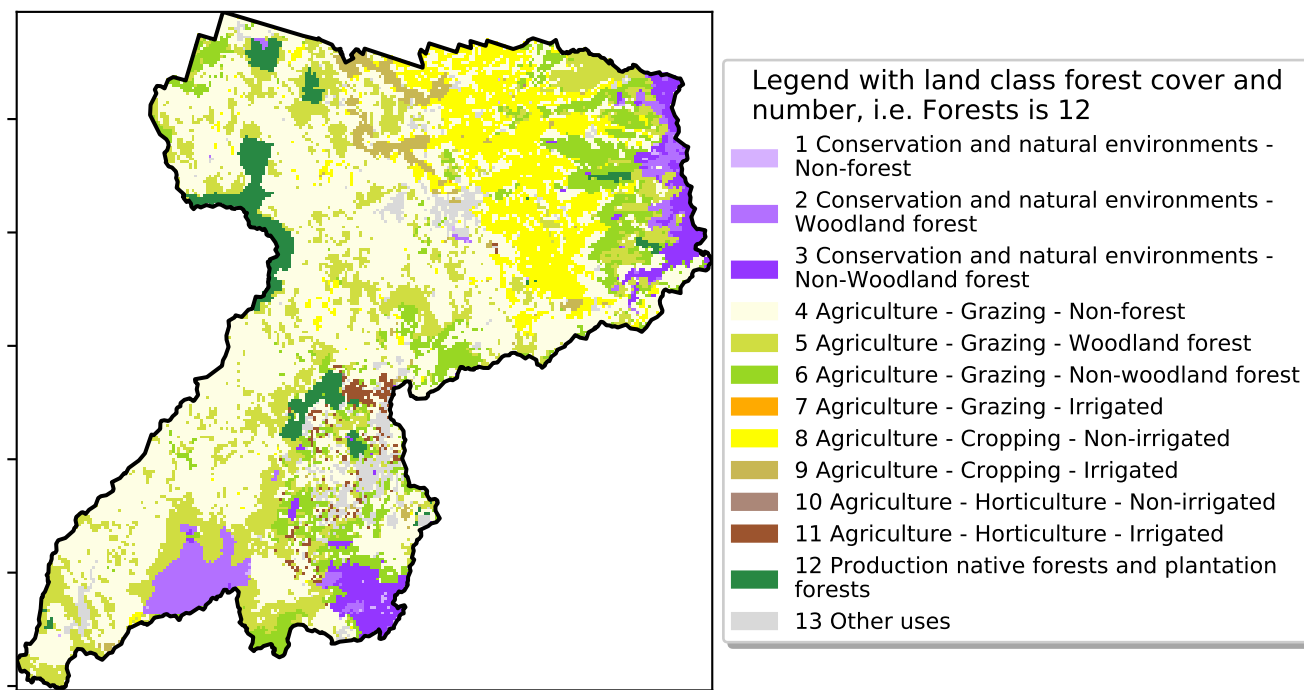 Legend with land class forest cover and
number, i.e. Forests is 12
1 Conservation and natural environments -
Non-forest
2 Conservation and natural environments -
Woodland forest
3 Conservation and natural environments -
Non-Woodland forest
4 Agriculture - Grazing - Non-forest
5 Agriculture - Grazing - Woodland forest
6 Agriculture - Grazing - Non-woodland forest
7 Agriculture - Grazing - Irrigated
8 Agriculture - Cropping - Non-irrigated
9 Agriculture - Cropping - Irrigated
10 Agriculture - Horticulture - Non-irrigated
11 Agriculture - Horticulture - Irrigated
12 Production native forests and plantation
forests
13 Other uses